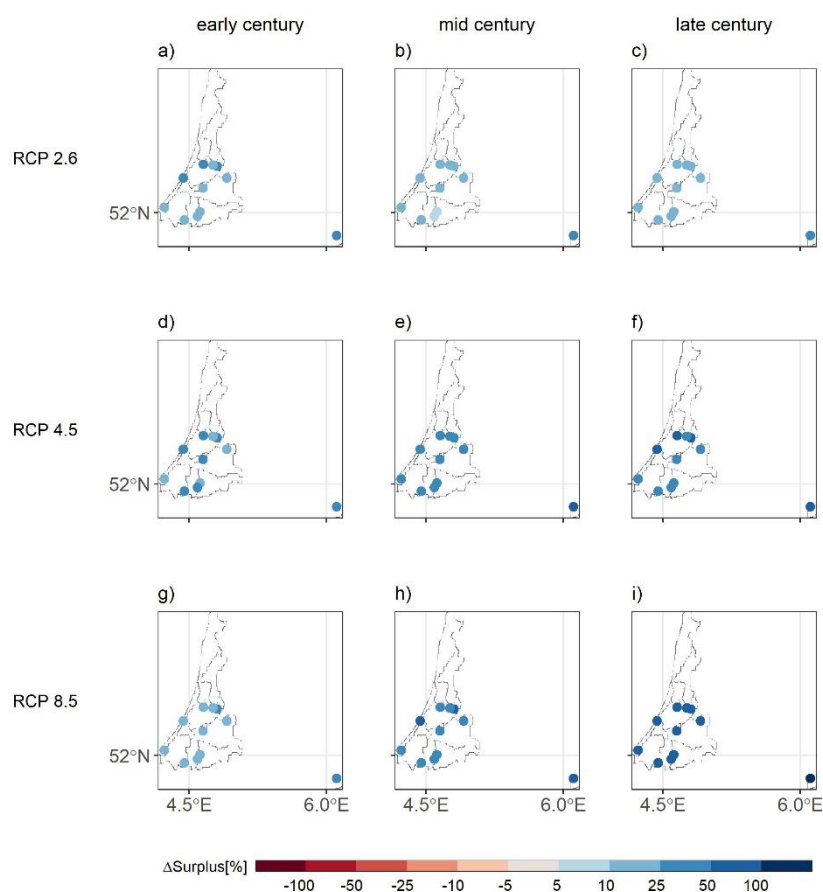 early century mid century late century
a) b) c)
RCP 2.6
52°N
d) e) f)
RCP 4.5
52°N
g) h) i)
RCP 8.5
52°N
4.5°E 6.0°E 4.5°E 6.0°E 4.5°E 6.0°E
ΔSurplus[%]
-100 -50 -25 -10 -5 5 10 25 50 100